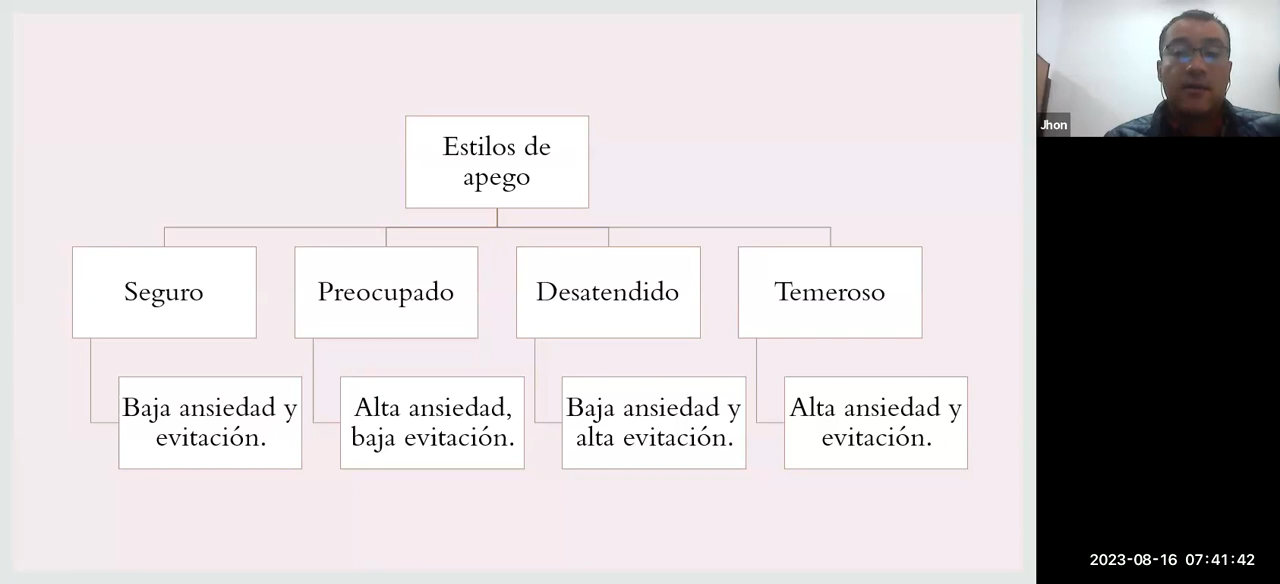 Estilos de
apego
Seguro
Preocupado
Desatendido
Temeroso
Baja ansiedad y
evitación.
Alta ansiedad,
baja evitación.
Baja ansiedad y
alta evitación.
Alta ansiedad y
evitación.
Jhon
2023-08-16 07:41:42